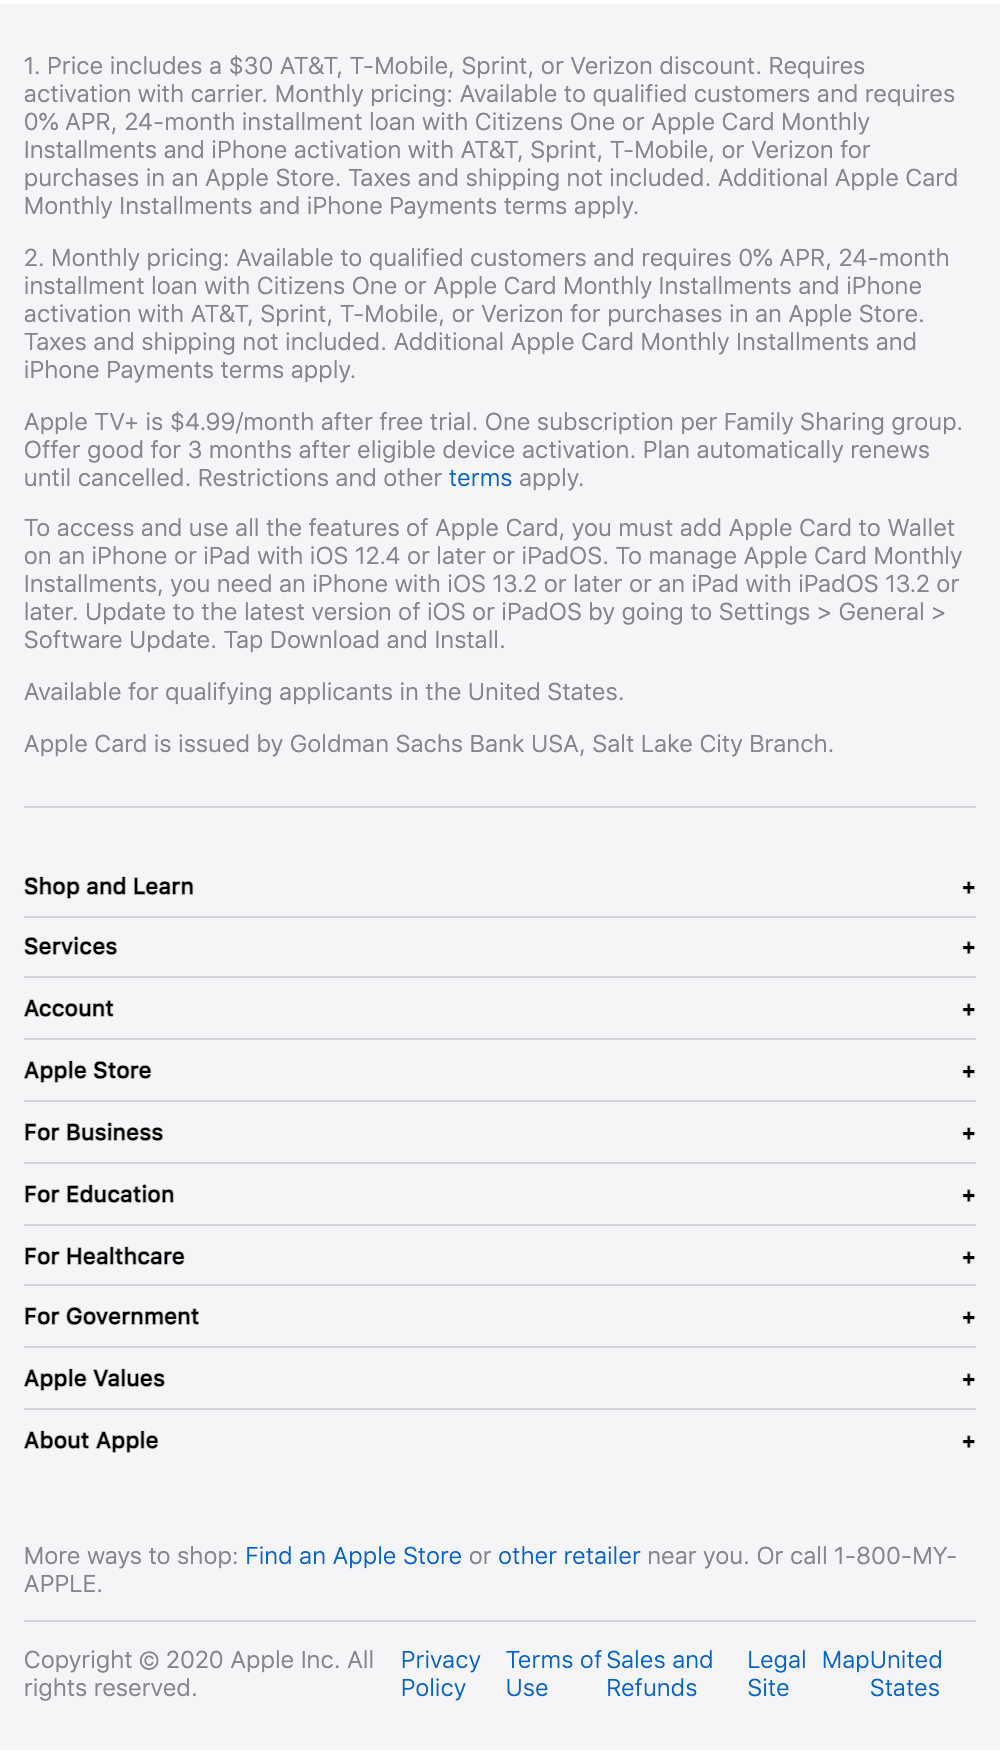 1. Price includes a $30 AT&T, T-Mobile, Sprint, or Verizon discount. Requires
activation with carrier. Monthly pricing: Available to qualified customers and requires
0% APR, 24-month installment loan with Citizens One or Apple Card Monthly
Installments and iPhone activation with AT&T, Sprint, T-Mobile, or Verizon for
purchases in an Apple Store. Taxes and shipping not included. Additional Apple Card
Monthly Installments and iPhone Payments terms apply.
2. Monthly pricing: Available to qualified customers and requires 0% APR, 24-month
installment loan with Citizens One or Apple Card Monthly Installments and iPhone
activation with AT&T, Sprint, T-Mobile, or Verizon for purchases in an Apple Store.
Taxes and shipping not included. Additional Apple Card Monthly Installments and
iPhone Payments terms apply.
Apple TV+ is $4.99/month after free trial. One subscription per Family Sharing group.
Offer good for 3 months after eligible device activation. Plan automatically renews
until cancelled. Restrictions and other terms apply.
To access and use all the features of Apple Card, you must add Apple Card to Wallet
on an iPhone or iPad with iOS 12.4 or later or iPadOS. To manage Apple Card Monthly
Installments, you need an iPhone with iOS 13.2 or later or an iPad with iPadOS 13.2 or
later. Update to the latest version of iOS or iPadOS by going to Settings > General >
Software Update. Tap Download and Install.
Available for qualifying applicants in the United States.
Apple Card is issued by Goldman Sachs Bank USA, Salt Lake City Branch.
Shop and Learn +
Services +
Account +
Apple Store +
For Business +
For Education +
For Healthcare +
For Government +
Apple Values +
About Apple +
More ways to shop: Find an Apple Store or other retailer near you. Or call 1-800-MY-
APPLE.
Copyright © 2020 Apple Inc. All
rights reserved.
Privacy
Policy
Terms of
Use
Sales and
Refunds
Legal
Site
Map
United
States